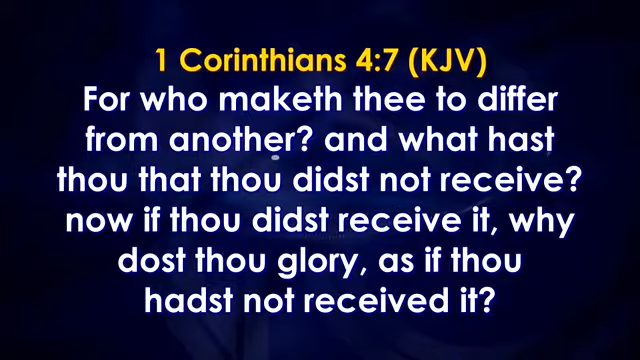 1 Corinthians 4:7 (KJV)
For who maketh thee to differ
from another? and what hast
thou that thou didst not receive?
now if thou didst receive it, why
dost thou glory, as if thou
hadst not received it?